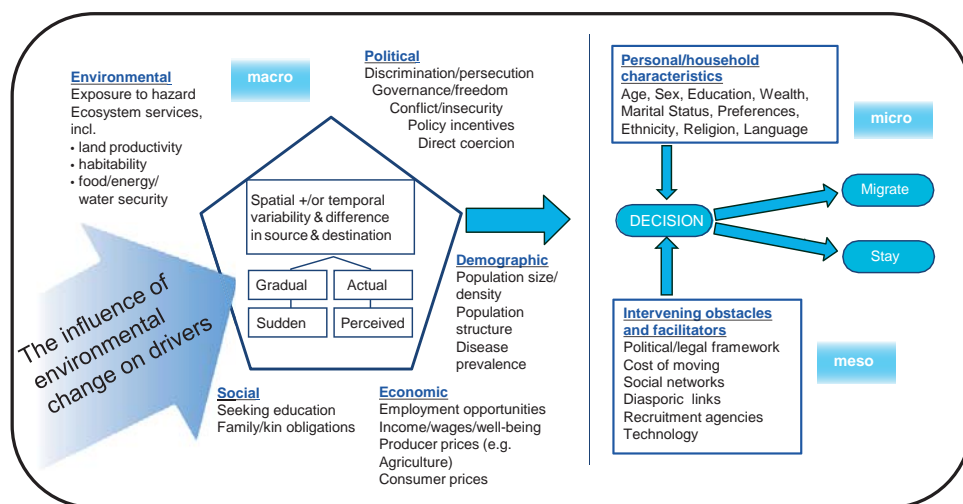 Environmental
Exposure to hazard
Ecosystem services,
incl.
• land productivity
• habitability
• food/energy/
water security
macro
Political
Discrimination/persecution
Governance/freedom
Conflict/insecurity
Policy incentives
Direct coercion
Spatial +/or temporal
variability & difference
in source & destination
Gradual
Actual
Sudden
Perceived
Demographic
Population size/
density
Population
structure
Disease
prevalence
The influence of
environmental
change on drivers
Social
Seeking education
Family/kin obligations
Economic
Employment opportunities
Income/wages/well-being
Producer prices (e.g.
Agriculture)
Consumer prices
Personal/household
characteristics
Age, Sex, Education, Wealth,
Marital Status, Preferences,
Ethnicity, Religion, Language
micro
DECISION
Migrate
Stay
Intervening obstacles
and facilitators
Political/legal framework
Cost of moving
Social networks
Diasporic links
Recruitment agencies
Technology
meso